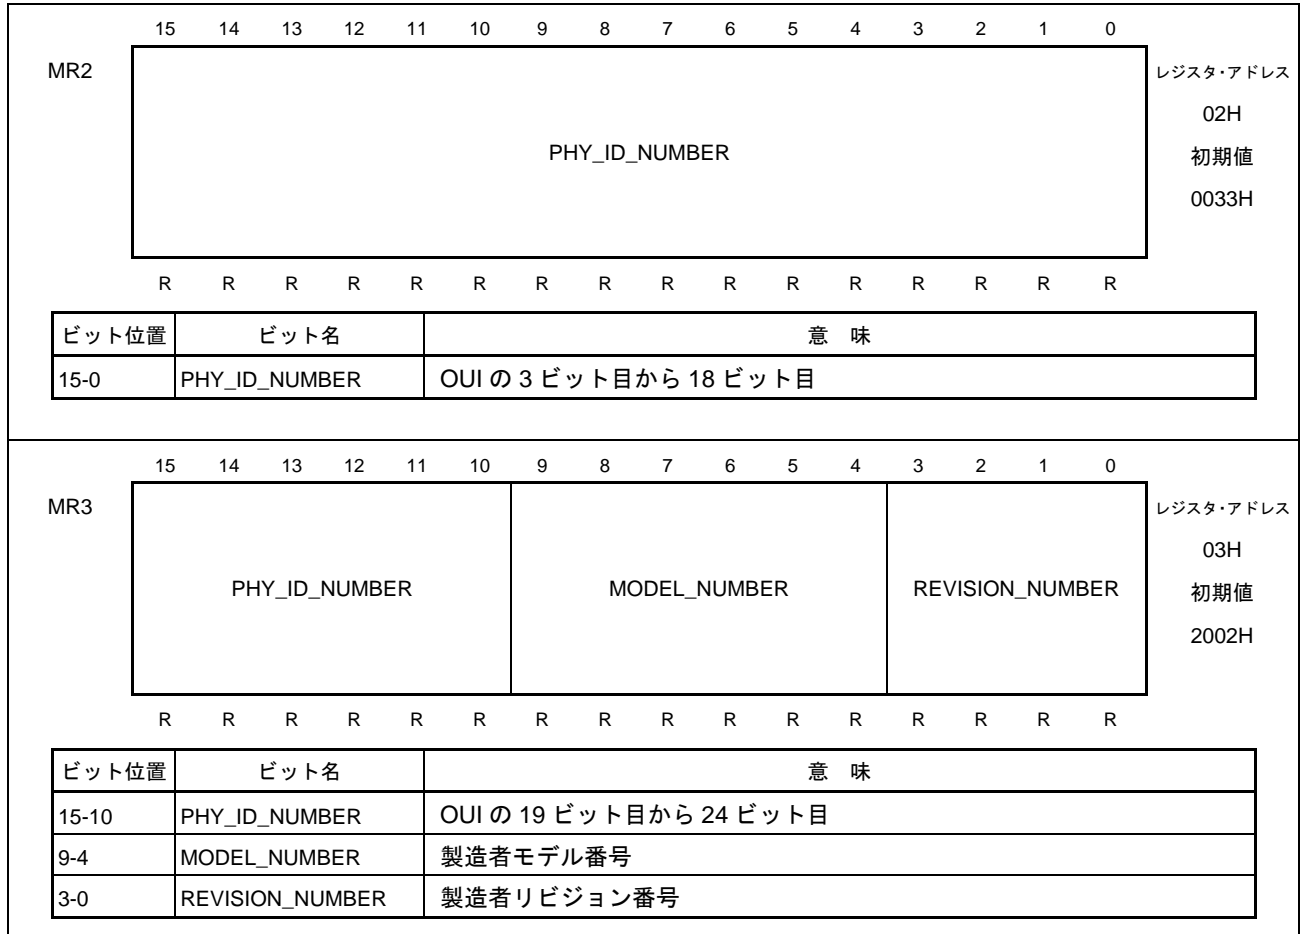 15 14 13 12 11 10 9 8 7 6 5 4 3 2 1 0
MR2
レジスタ・アドレス
02H
PHY_ID_NUMBER
初期値
0033H
R R R R R R R R R R R R R R R R
ビット位置 ビット名 意 味
15-0 PHY_ID_NUMBER OUI の 3 ビット目から 18 ビット目
15 14 13 12 11 10 9 8 7 6 5 4 3 2 1 0
MR3
レジスタ・アドレス
03H
PHY_ID_NUMBER MODEL_NUMBER REVISION_NUMBER
初期値
2002H
R R R R R R R R R R R R R R R R
ビット位置 ビット名 意 味
15-10 PHY_ID_NUMBER OUI の 19 ビット目から 24 ビット目
9-4 MODEL_NUMBER 製造者モデル番号
3-0 REVISION_NUMBER 製造者リビジョン番号